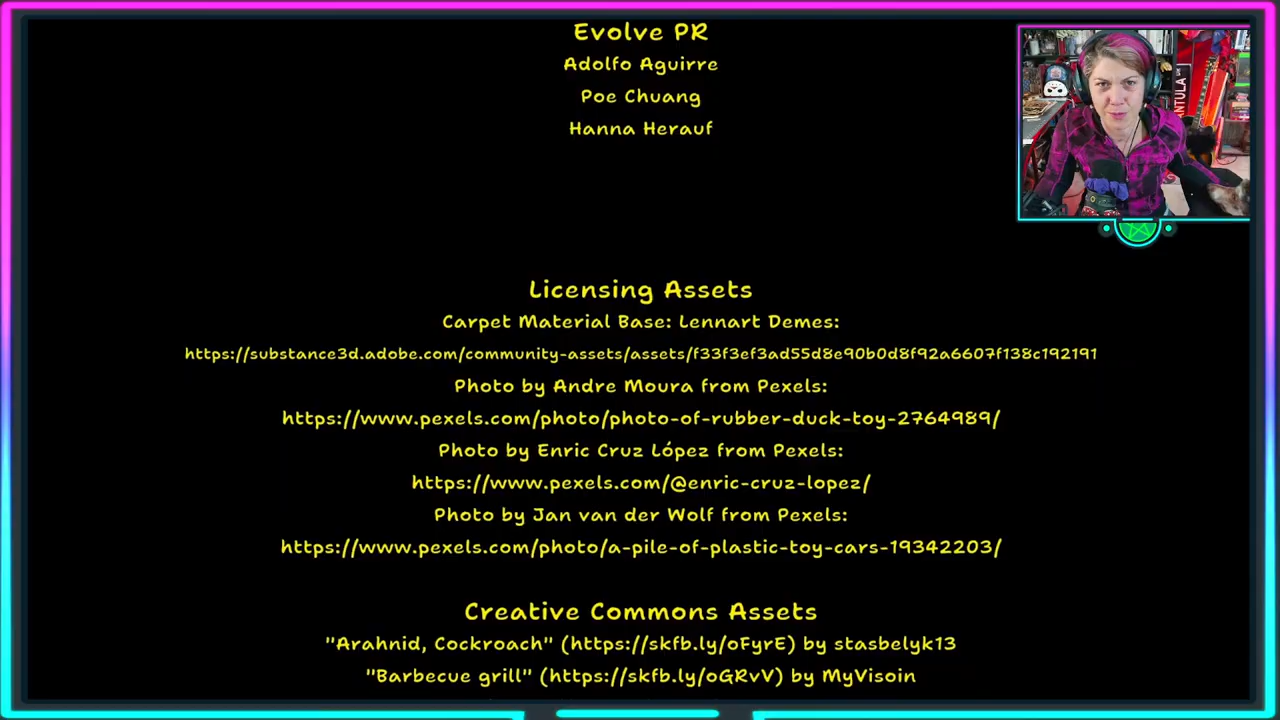 Evolve PR
Adolfo Aguirre
Poe Chuang
Hanna Herauf
ANTULA
Licensing Assets
Carpet Material Base: Lennart Demes:
https://substance3d.adobe.com/community-assets/assets/f33f3ef3ad55d8e90b0d8f92a6607f138c192191
Photo by Andre Moura from Pexels:
https://www.pexels.com/photo/photo-of-rubber-duck-toy-2764989/
Photo by Enric Cruz López from Pexels:
https://www.pexels.com/@enric-cruz-lopez/
Photo by Jan van der Wolf from Pexels:
https://www.pexels.com/photo/a-pile-of-plastic-toy-cars-19342203/
Creative Commons Assets
"Arahnid, Cockroach" (https://skfb.ly/oFyrE) by stasbelyk13
"Barbecue grill" (https://skfb.ly/oGRvV) by MyVisoin